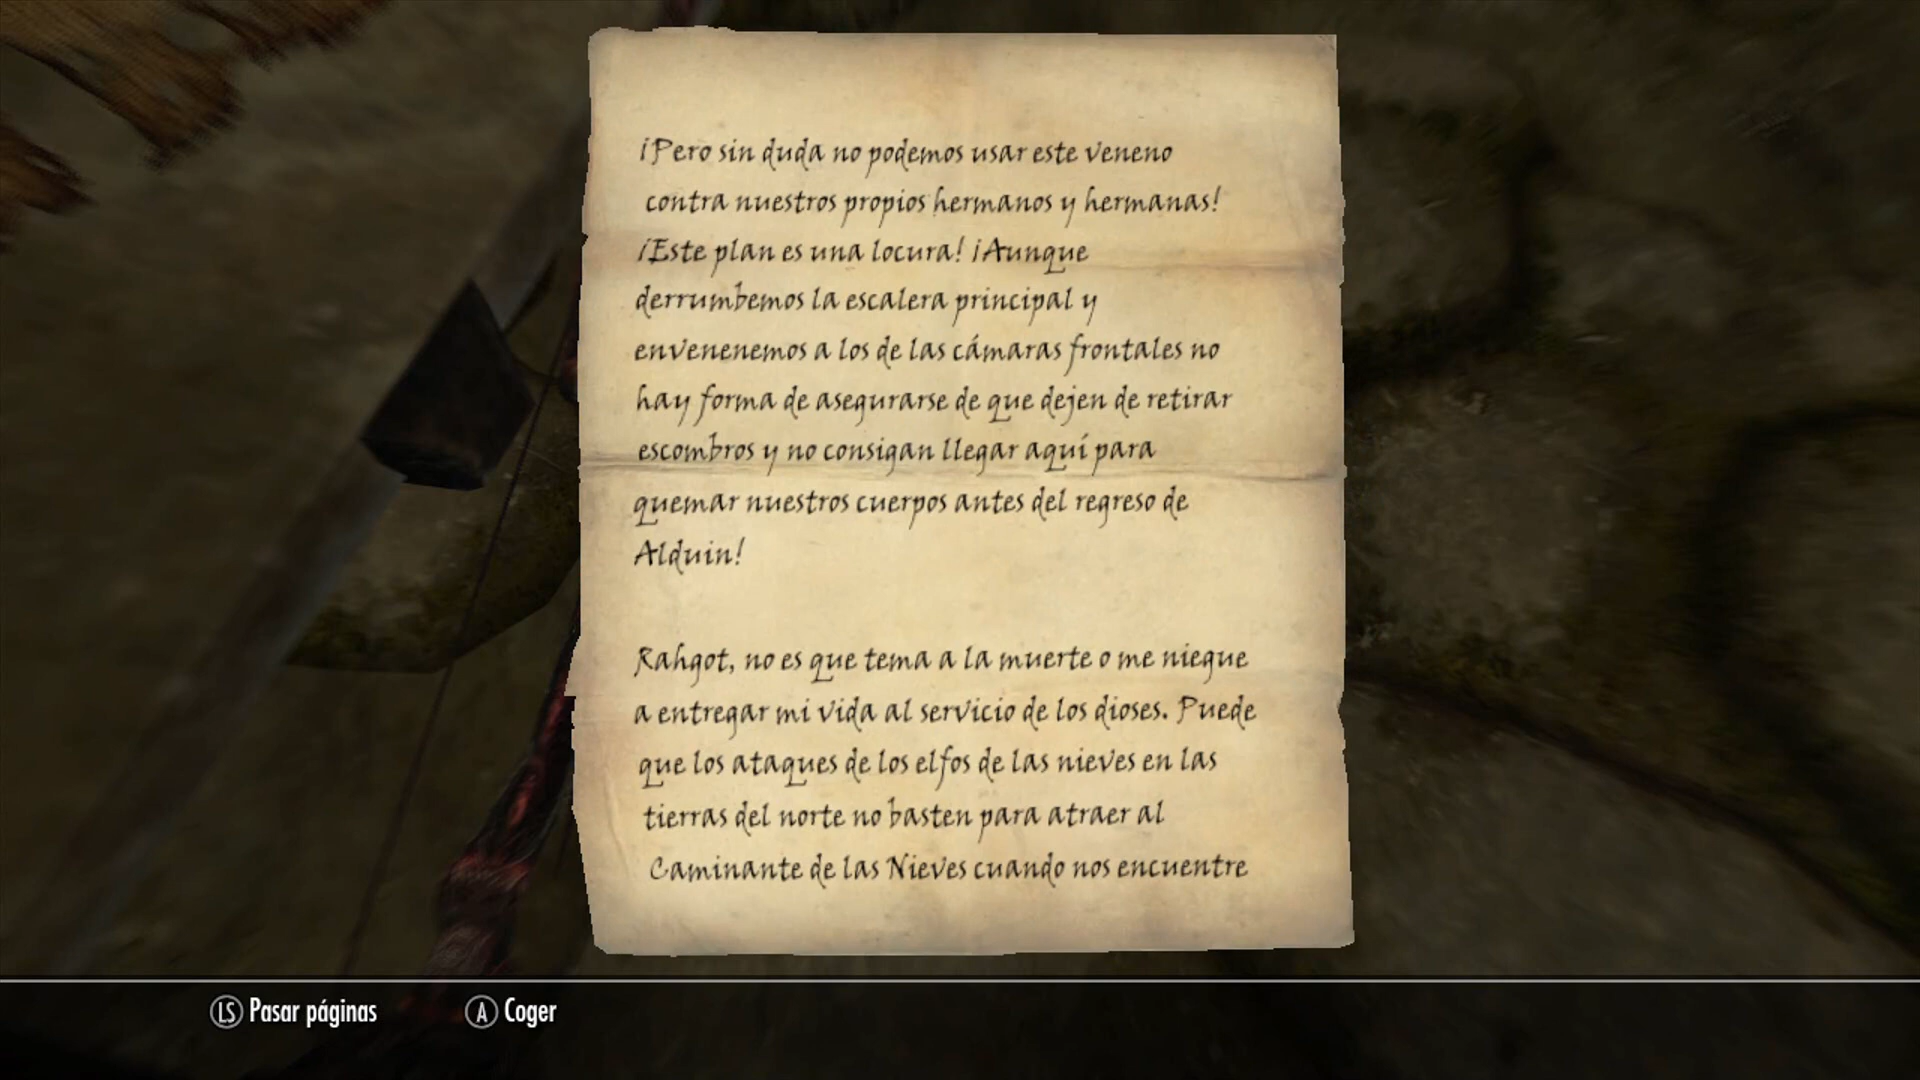 ¡Pero sin duda no podemos usar este veneno
contra nuestros propios hermanos y hermanas!
¡Este plan es una locura! ¡Aunque
derrumbemos la escalera principal y
envenenemos a los de las cámaras frontales no
hay forma de asegurarse de que dejen de retirar
escombros y no consigan llegar aquí para
quemar nuestros cuerpos antes del regreso de
Alduin!
Rahgot, no es que tema a la muerte o me niegue
a entregar mi vida al servicio de los dioses. Puede
que los ataques de los elfos de las nieves en las
tierras del norte no basten para atraer al
Caminante de las Nieves cuando nos encuentre
LS Pasar páginas A Coger